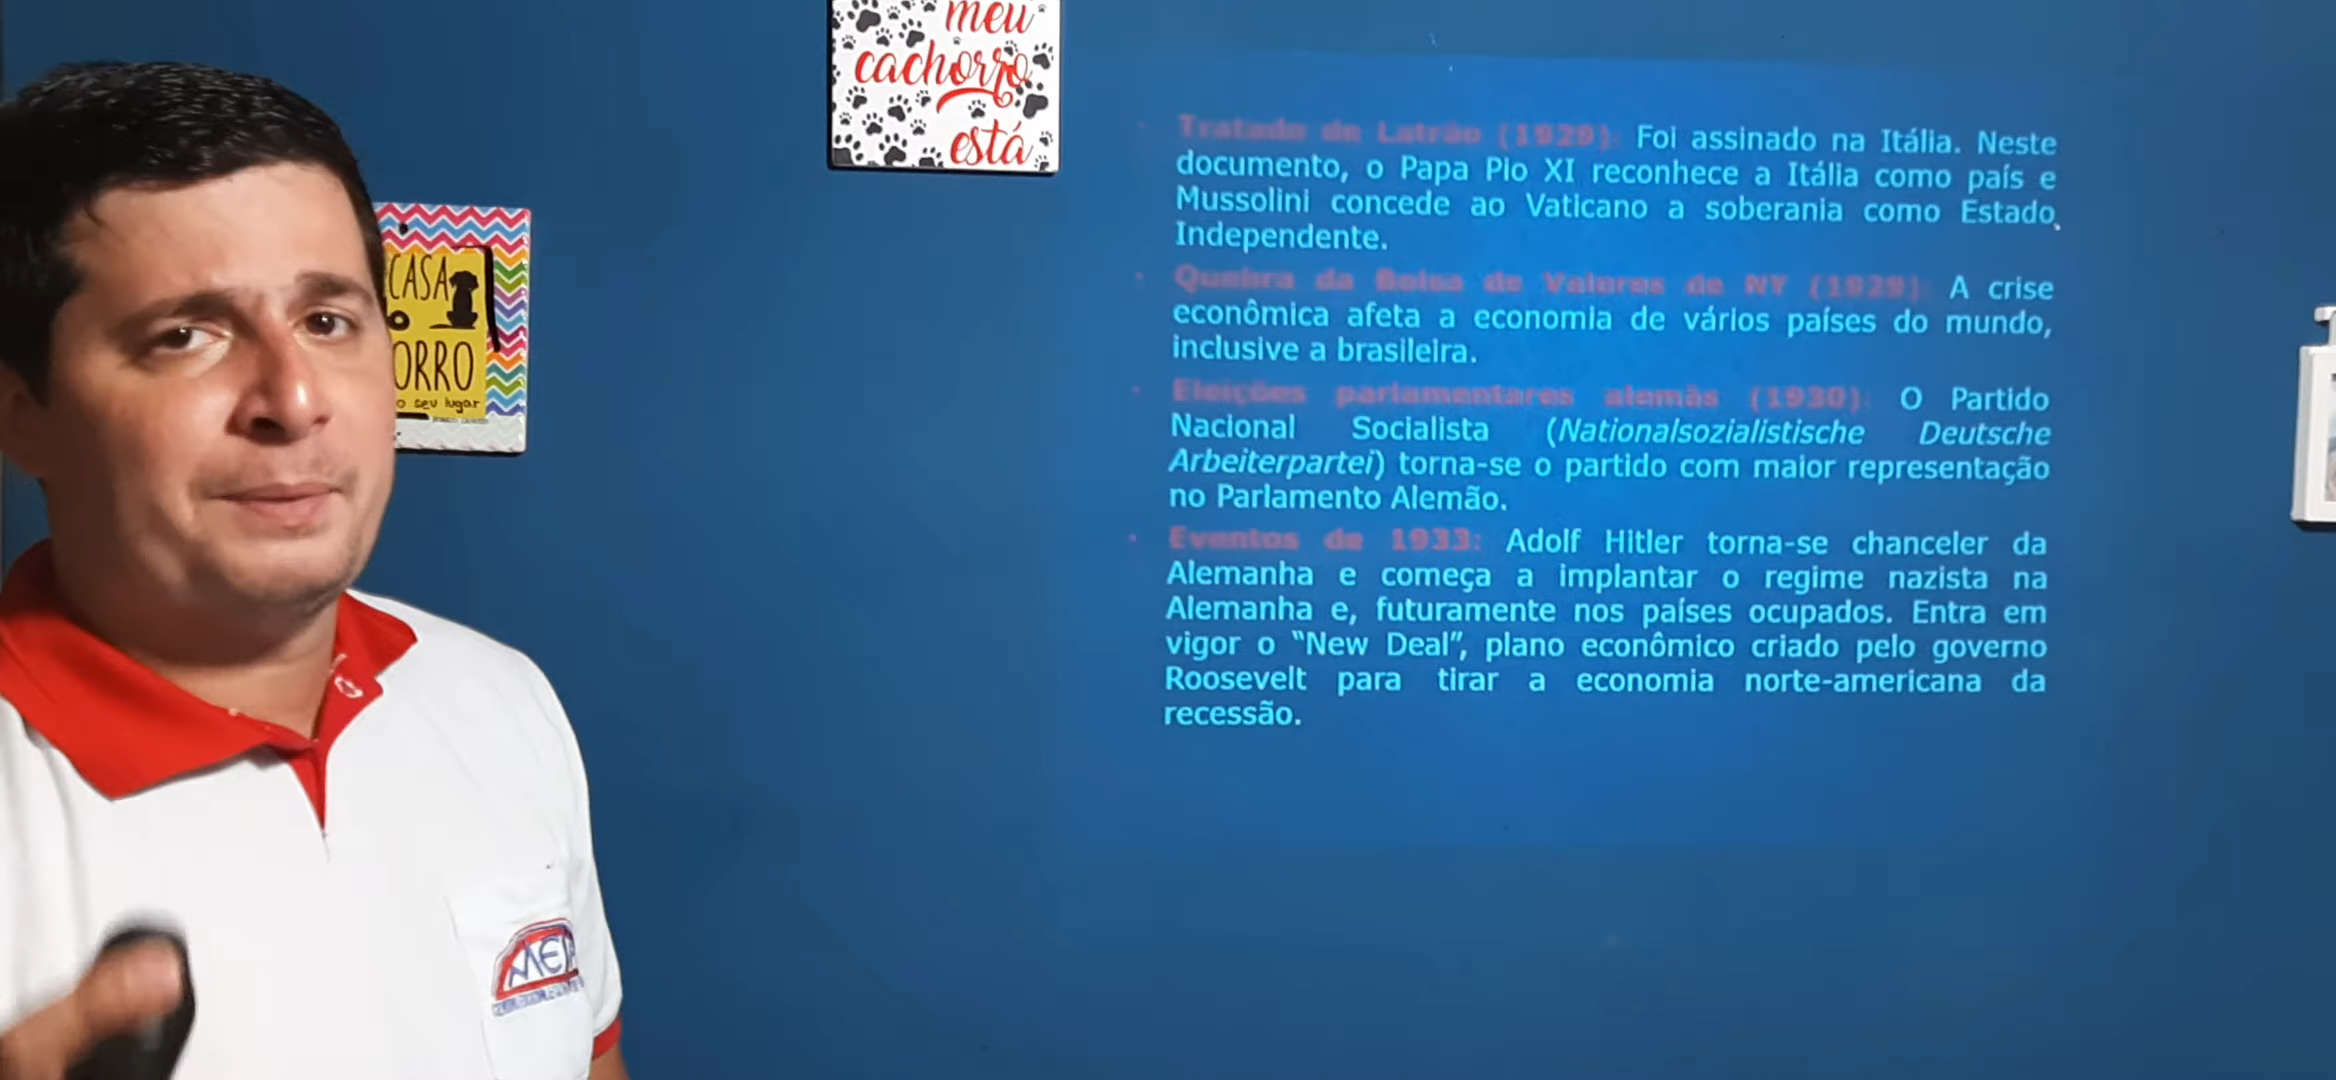 meu
cachorro
está
CASA
ORRO
o seu lugar
Tratado de Latrão (1929): Foi assinado na Itália. Neste
documento, o Papa Pio XI reconhece a Itália como país e
Mussolini concede ao Vaticano a soberania como Estado
Independente.
Quebra da Bolsa de Valores de NY (1929): A crise
econômica afeta a economia de vários países do mundo,
inclusive a brasileira.
Eleições parlamentares alemãs (1930): O Partido
Nacional Socialista (Nationalsozialistische Deutsche
Arbeiterpartei) torna-se o partido com maior representação
no Parlamento Alemão.
Eventos de 1933: Adolf Hitler torna-se chanceler da
Alemanha e começa a implantar o regime nazista na
Alemanha e, futuramente nos países ocupados. Entra em
vigor o “New Deal”, plano econômico criado pelo governo
Roosevelt para tirar a economia norte-americana da
recessão.